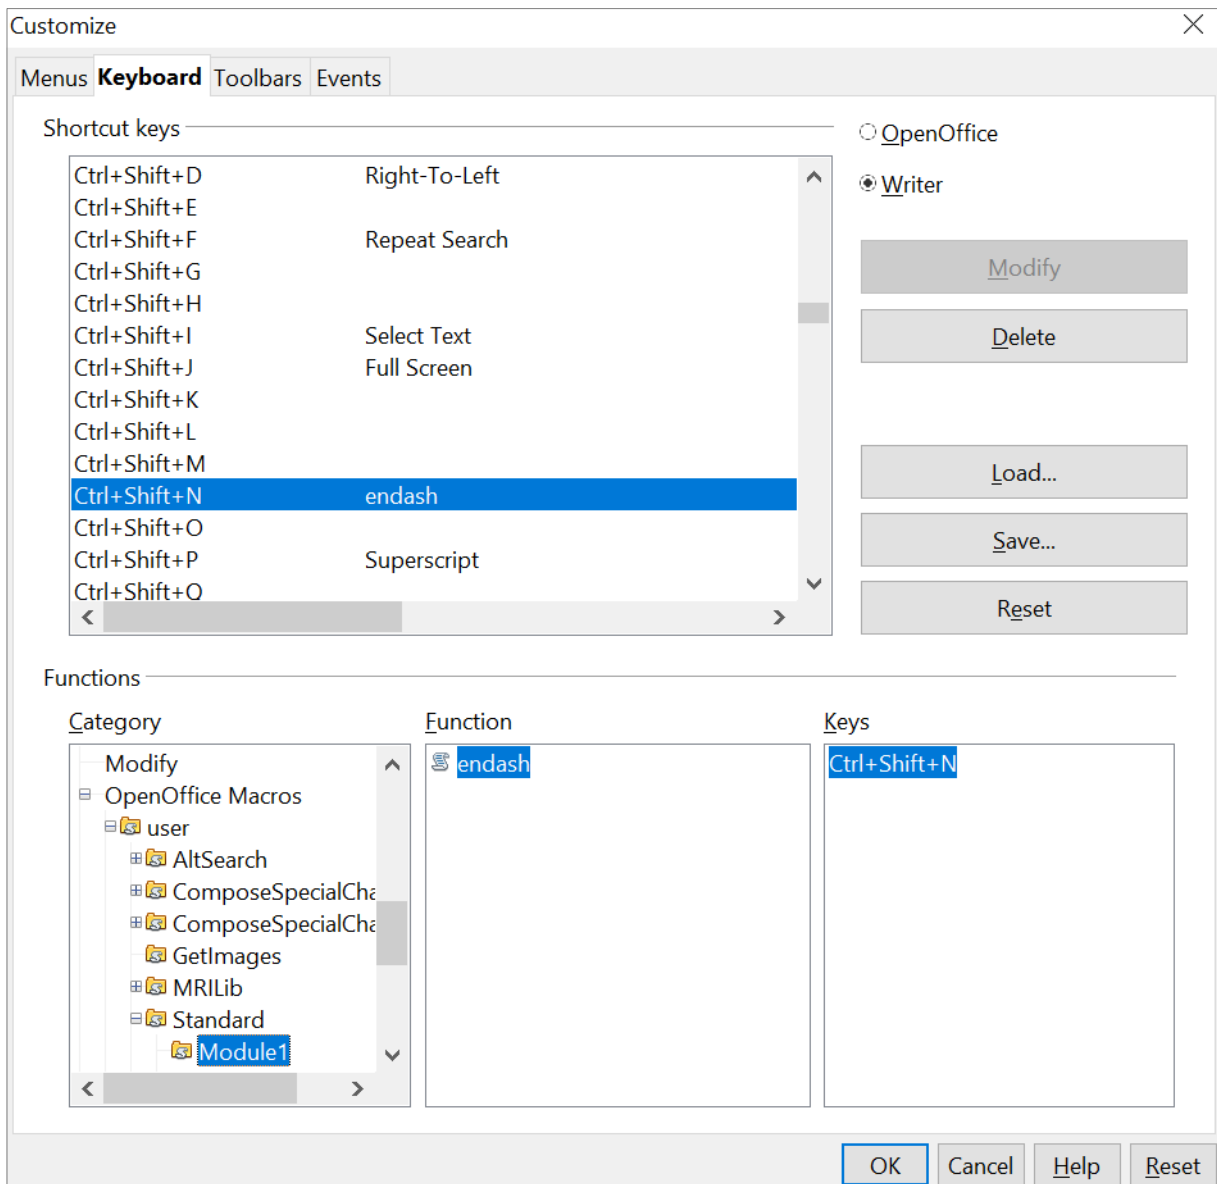 Customize
Menus Keyboard Toolbars Events
Shortcut keys
OpenOffice
Writer
Ctrl+Shift+D Right-To-Left
Ctrl+Shift+E
Ctrl+Shift+F Repeat Search
Ctrl+Shift+G
Ctrl+Shift+H
Ctrl+Shift+I Select Text
Ctrl+Shift+J Full Screen
Ctrl+Shift+K
Ctrl+Shift+L
Ctrl+Shift+M
Ctrl+Shift+N endash
Ctrl+Shift+O
Ctrl+Shift+P Superscript
Ctrl+Shift+Q
Modify
Delete
Load...
Save...
Reset
Functions
Category
Modify
OpenOffice Macros
user
AltSearch
ComposeSpecialCha
ComposeSpecialCha
GetImages
MRILib
Standard
Module1
Function
endash
Keys
Ctrl+Shift+N
OK Cancel Help Reset